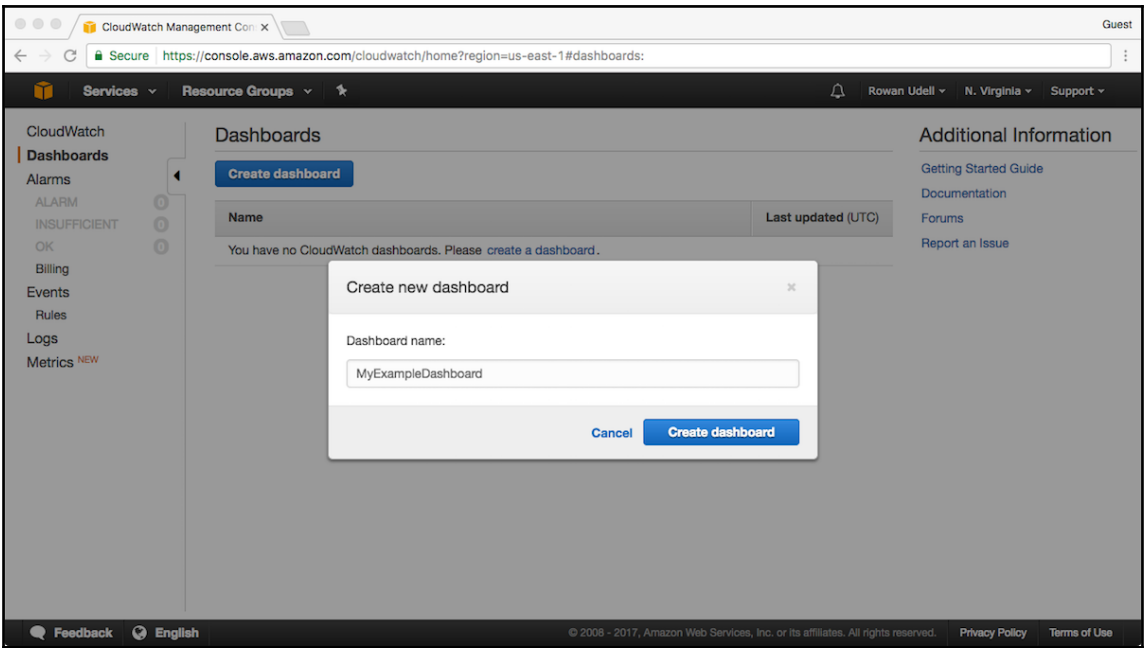 CloudWatch Management Con
Guest
Secure https://console.aws.amazon.com/cloudwatch/home?region=us-east-1#dashboards:
Services Resource Groups Rowan Udell N. Virginia Support
CloudWatch
Dashboards
Alarms
ALARM 0
INSUFFICIENT 0
OK 0
Billing
Events
Rules
Logs
Metrics NEW
Dashboards
Create dashboard
Name Last updated (UTC)
You have no CloudWatch dashboards. Please create a dashboard.
Additional Information
Getting Started Guide
Documentation
Forums
Report an Issue
Create new dashboard
Dashboard name:
MyExampleDashboard
Cancel Create dashboard
Feedback English © 2008 - 2017, Amazon Web Services, Inc. or its affiliates. All rights reserved. Privacy Policy Terms of Use